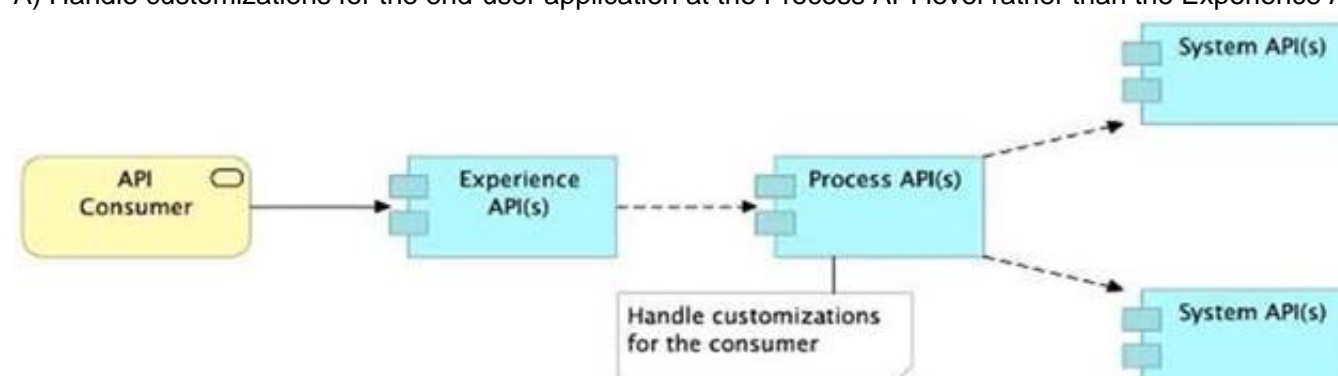 A) Handle customizations for the end-user application at the Process API level rather than the Experience A
System API(s)
API
Consumer
Experience
API(s)
Process API(s)
Handle customizations
for the consumer
System API(s)